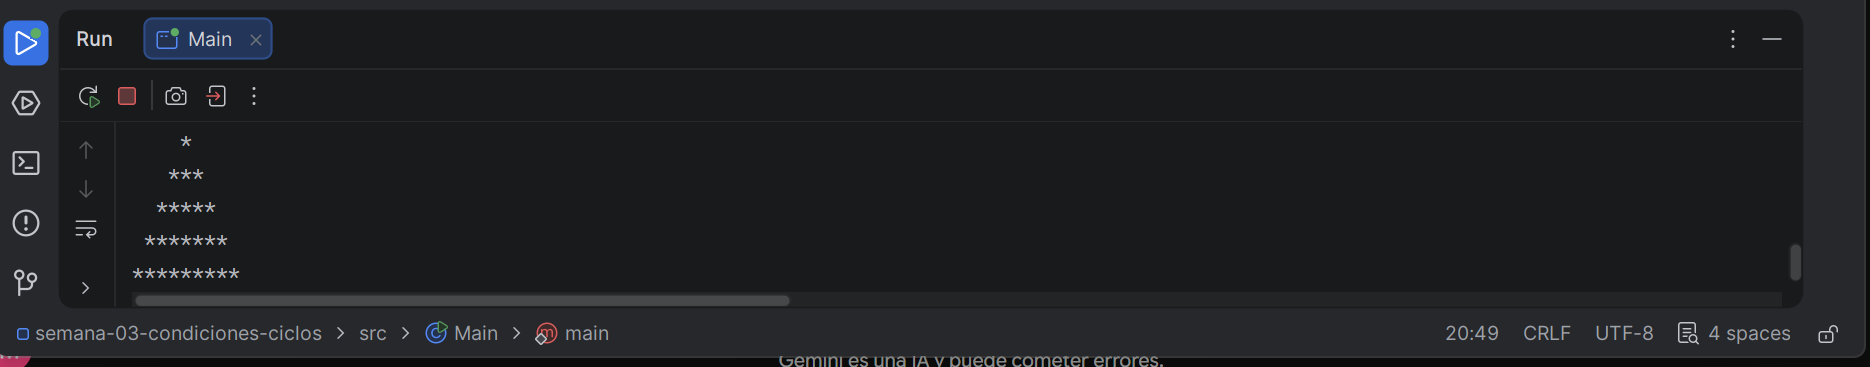 Run Main
*
***
*****
*******
*********
semana-03-condiciones-ciclos > src > Main > main 20:49 CRLF UTF-8 4 spaces
Gemini es una IA y puede cometer errores.